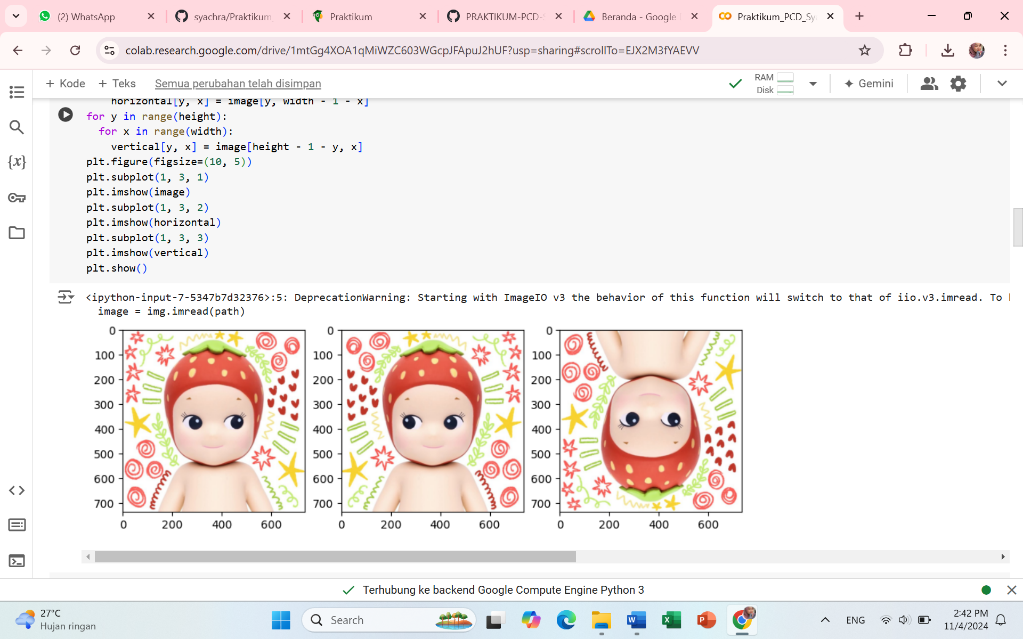 (2) WhatsApp
syachra/Praktikum
Praktikum
PRAKTIKUM-PCD-
Beranda - Google
Praktikum_PCD_Sy
colab.research.google.com/drive/1mtGg4XOA1qMiWZC603WGcpJFApuJ2hUF?usp=sharing#scrollTo=EJX2M3fYAEVV
+ Kode + Teks Semua perubahan telah disimpan
RAM
Disk
Gemini
horizontal[y, x] = image[y, width - 1 - x]
for y in range(height):
for x in range(width):
vertical[y, x] = image[height - 1 - y, x]
plt.figure(figsize=(10, 5))
plt.subplot(1, 3, 1)
plt.imshow(image)
plt.subplot(1, 3, 2)
plt.imshow(horizontal)
plt.subplot(1, 3, 3)
plt.imshow(vertical)
plt.show()
<ipython-input-7-5347b7d32376>:5: DeprecationWarning: Starting with ImageIO v3 the behavior of this function will switch to that of iio.v3.imread. To
image = img.imread(path)
0 0 0
100 100 100
200 200 200
300 300 300
400 400 400
500 500 500
600 600 600
700 700 700
0 200 400 600 0 200 400 600 0 200 400 600
Terhubung ke backend Google Compute Engine Python 3
27°C
Hujan ringan
Search
ENG
2:42 PM
11/4/2024